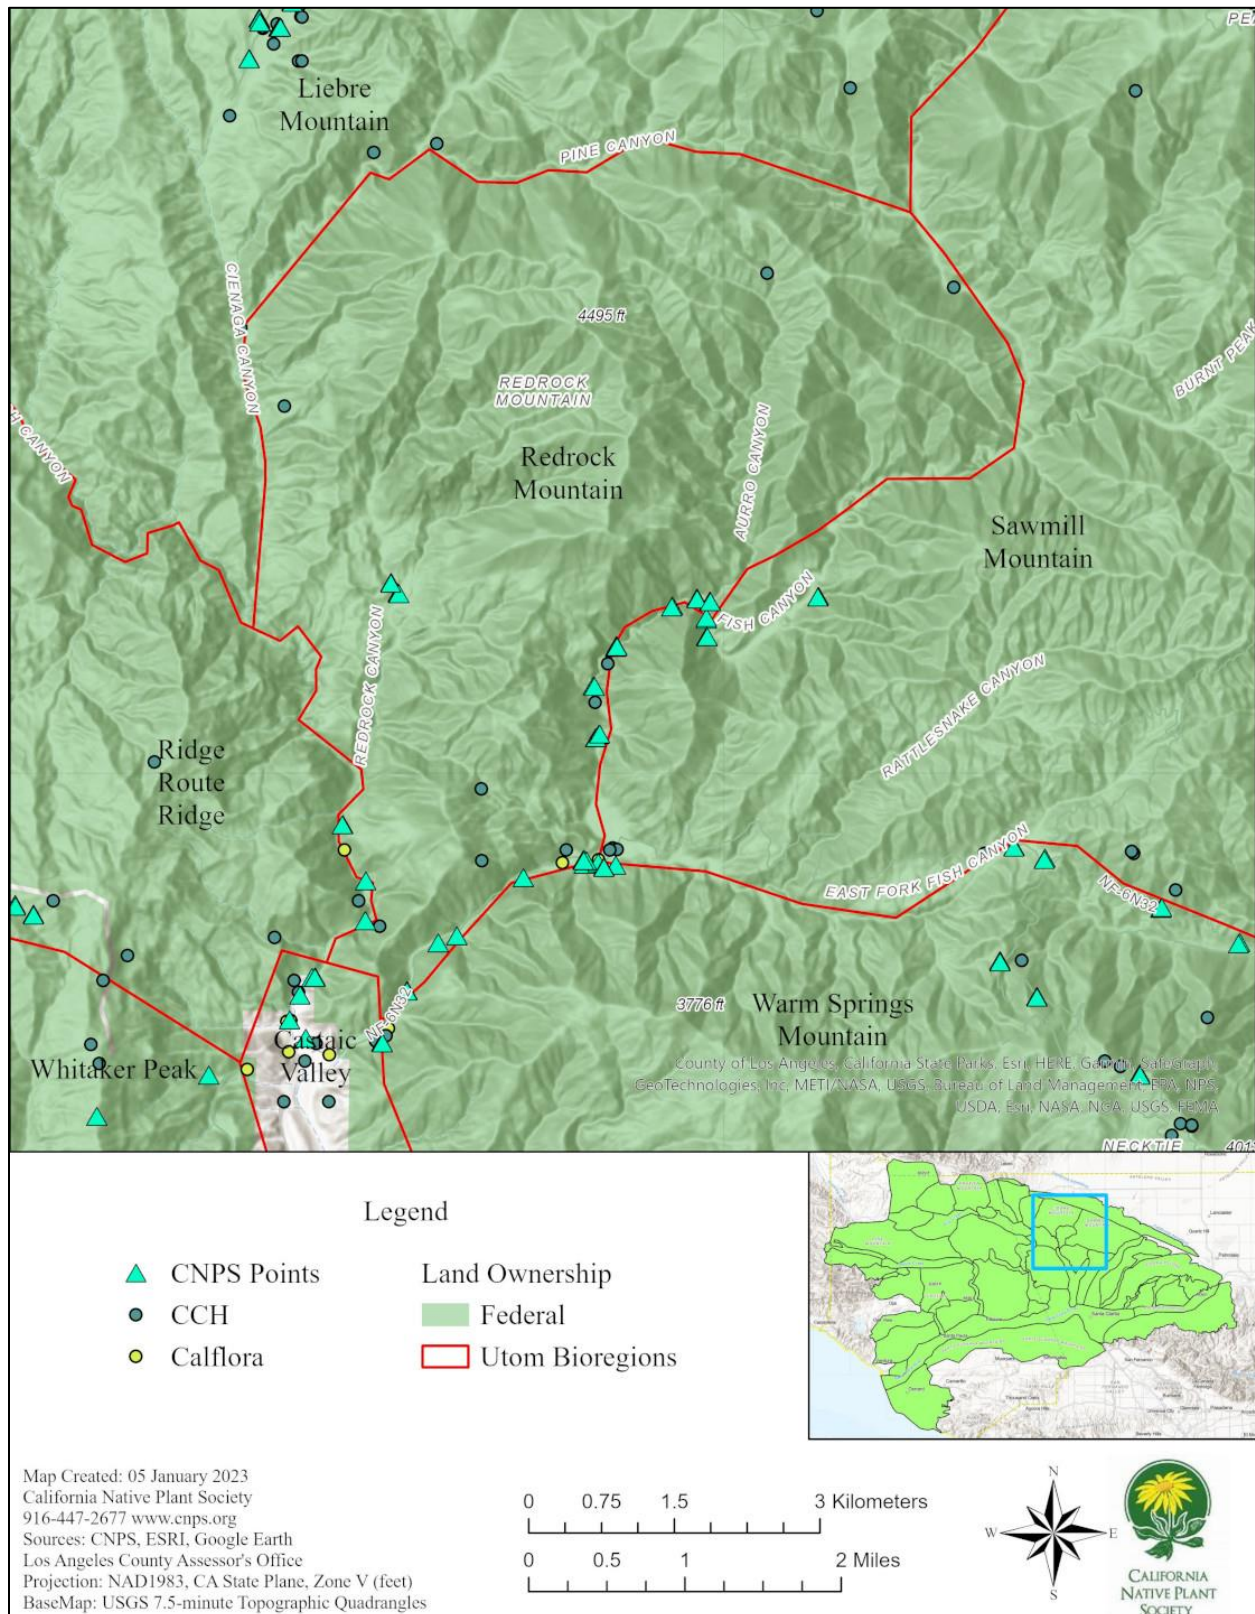 PEA
Liebre
Mountain
PINE CANYON
CIENAGA CANYON
4495 ft
BURNT PEAK
REDROCK
MOUNTAIN
H CANYON
Redrock
Mountain
AURRO CANYON
Sawmill
Mountain
FISH CANYON
REDROCK CANYON
RATTLESNAKE CANYON
Ridge
Route
Ridge
EAST FORK FISH CANYON
NF-6N32
NF-6N32
3776 ft
Warm Springs
Mountain
Whitaker Peak
Castaic
Valley
County of Los Angeles, California State Parks, Esri, HERE, Garmin, SafeGraph,
GeoTechnologies, Inc, METI/NASA, USGS, Bureau of Land Management, EPA, NPS,
USDA, Esri, NASA, NGA, USGS, FEMA
NECKTIE
401
Legend
CNPS Points
CCH
Calflora
Land Ownership
Federal
Utom Bioregions
Map Created: 05 January 2023
California Native Plant Society
916-447-2677 www.cnps.org
Sources: CNPS, ESRI, Google Earth
Los Angeles County Assessor's Office
Projection: NAD1983, CA State Plane, Zone V (feet)
BaseMap: USGS 7.5-minute Topographic Quadrangles
0 0.75 1.5 3 Kilometers
0 0.5 1 2 Miles
N
W E
S
CALIFORNIA
NATIVE PLANT
SOCIETY